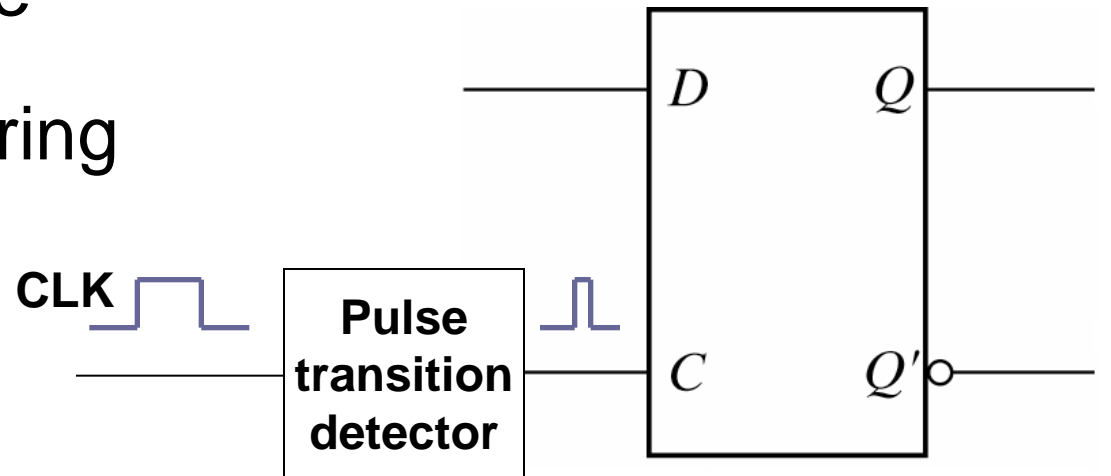 ring
D Q
CLK
Pulse
transition
detector
C Q'